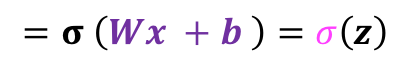 = σ (Wx + b ) = σ(z)